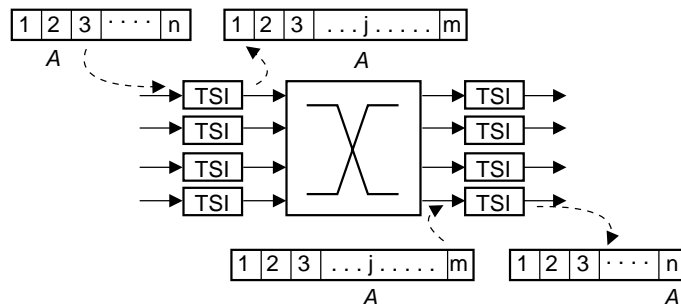 1 2 3 . . . . n
A
1 2 3 . . . j . . . . . m
A
TSI TSI
TSI TSI
TSI TSI
TSI TSI
1 2 3 . . . j . . . . . m
A
1 2 3 . . . . n
A